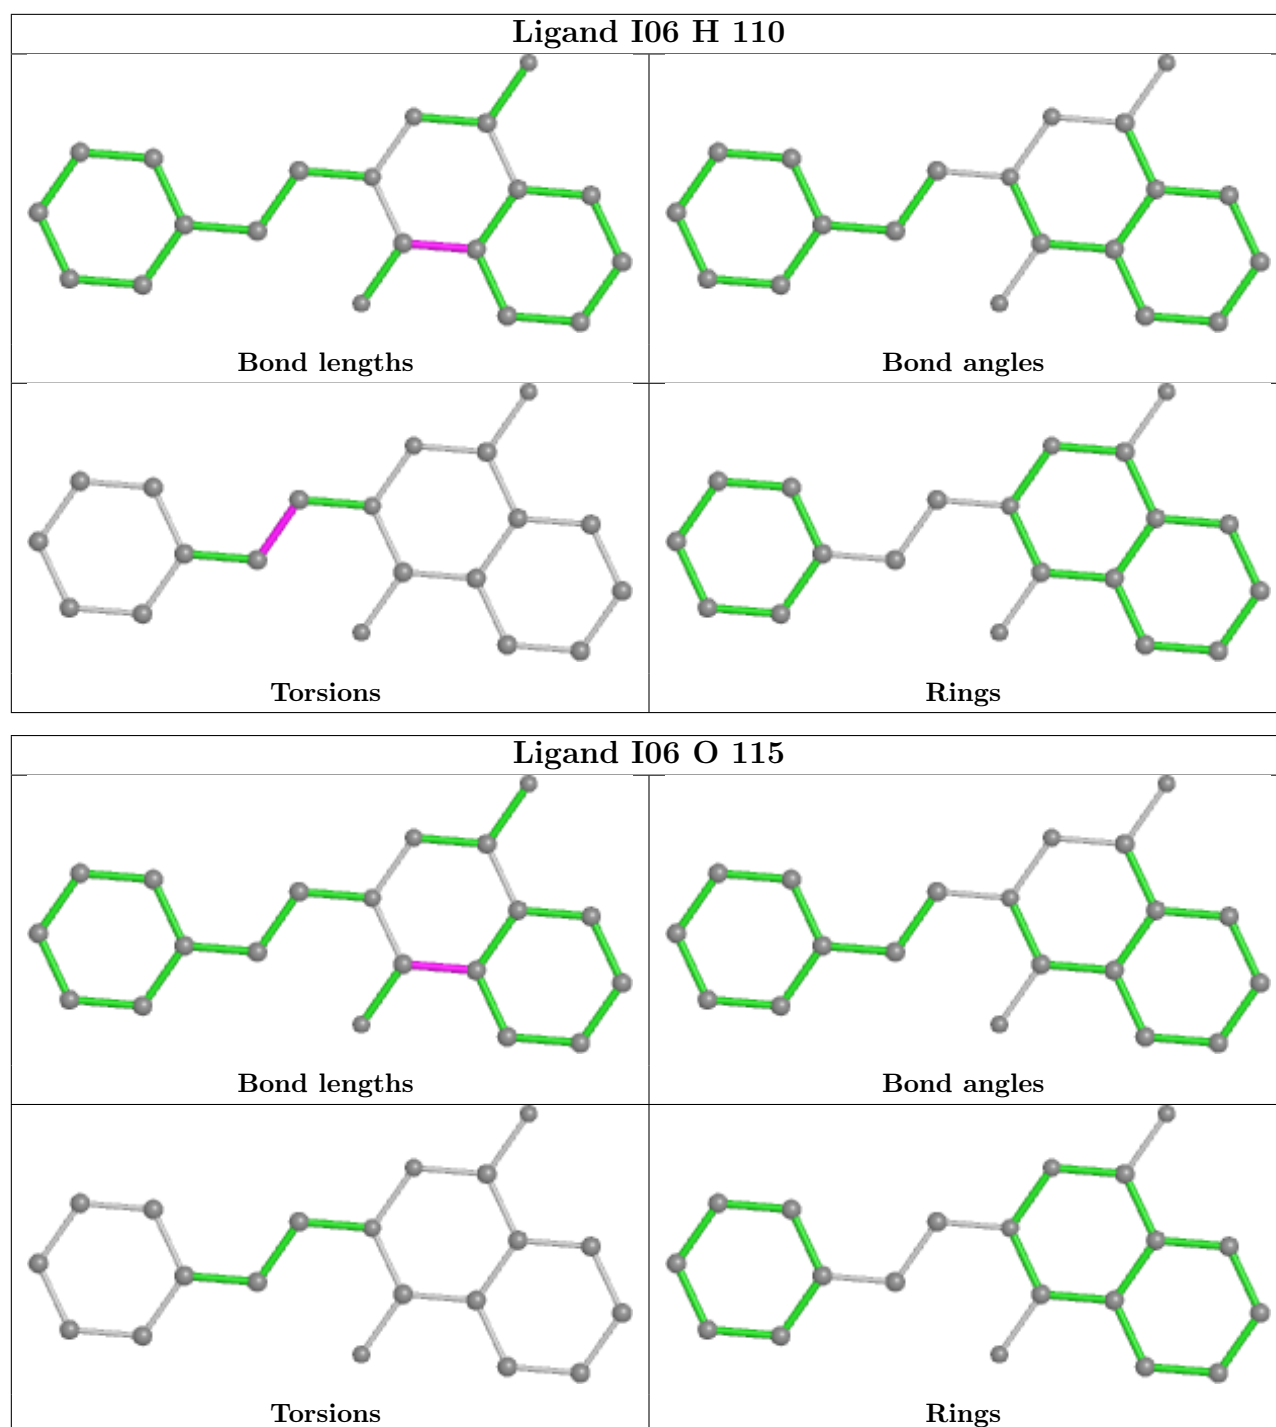 Ligand I06 H 110
Bond lengths
Bond angles
Torsions
Rings
Ligand I06 O 115
Bond lengths
Bond angles
Torsions
Rings